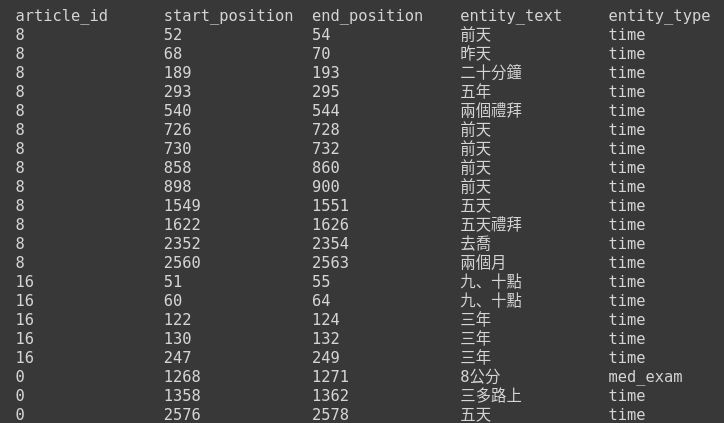 article_id start_position end_position entity_text entity_type
8 52 54 前天 time
8 68 70 昨天 time
8 189 193 二十分鐘 time
8 293 295 五年 time
8 540 544 兩個禮拜 time
8 726 728 前天 time
8 730 732 前天 time
8 858 860 前天 time
8 898 900 前天 time
8 1549 1551 五天 time
8 1622 1626 五天禮拜 time
8 2352 2354 去喬 time
8 2560 2563 兩個月 time
16 51 55 九、十點 time
16 60 64 九、十點 time
16 122 124 三年 time
16 130 132 三年 time
16 247 249 三年 time
0 1268 1271 8公分 med_exam
0 1358 1362 三多路上 time
0 2576 2578 五天 time